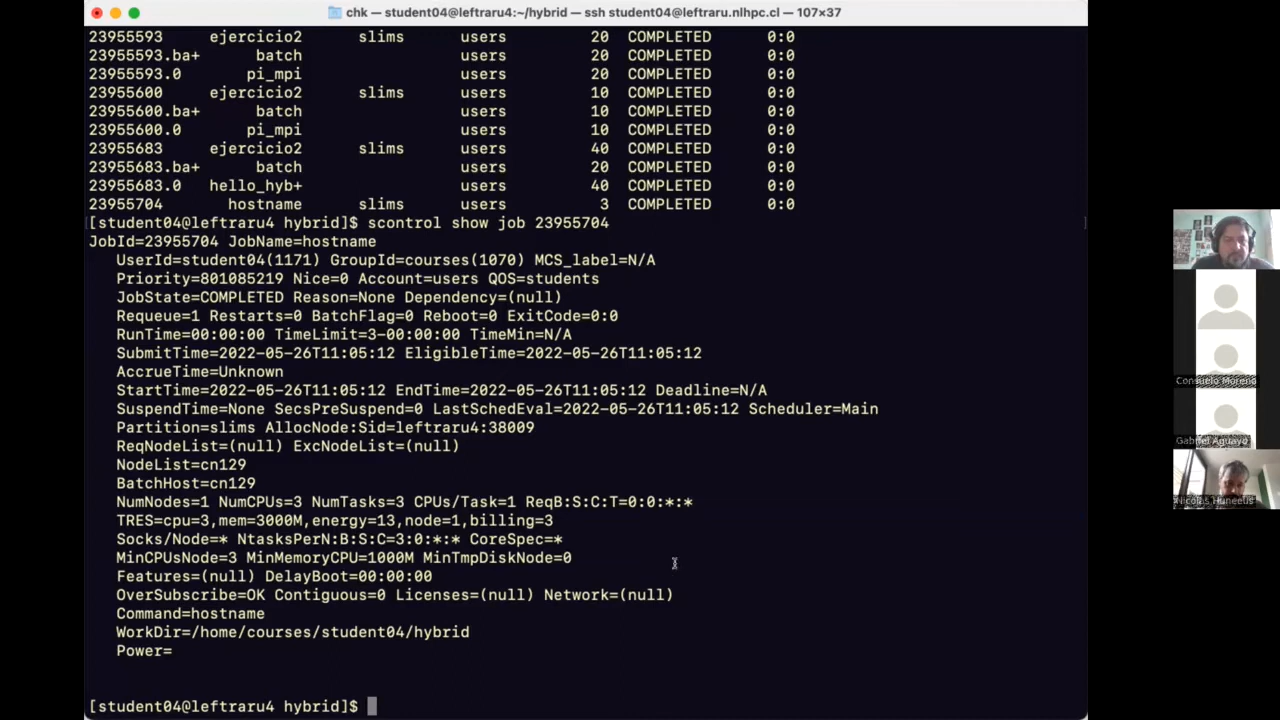 chk — student04@leftraru4:~/hybrid — ssh student04@leftraru.nlhpc.cl — 107×37
23955593     ejercicio2      slims      users         20  COMPLETED      0:0
23955593.ba+      batch                 users         20  COMPLETED      0:0
23955593.0       pi_mpi                 users         20  COMPLETED      0:0
23955600     ejercicio2      slims      users         10  COMPLETED      0:0
23955600.ba+      batch                 users         10  COMPLETED      0:0
23955600.0       pi_mpi                 users         10  COMPLETED      0:0
23955683     ejercicio2      slims      users         40  COMPLETED      0:0
23955683.ba+      batch                 users         20  COMPLETED      0:0
23955683.0   hello_hyb+                 users         40  COMPLETED      0:0
23955704       hostname      slims      users          3  COMPLETED      0:0
[student04@leftraru4 hybrid]$ scontrol show job 23955704
JobId=23955704 JobName=hostname
   UserId=student04(1171) GroupId=courses(1070) MCS_label=N/A
   Priority=801085219 Nice=0 Account=users QOS=students
   JobState=COMPLETED Reason=None Dependency=(null)
   Requeue=1 Restarts=0 BatchFlag=0 Reboot=0 ExitCode=0:0
   RunTime=00:00:00 TimeLimit=3-00:00:00 TimeMin=N/A
   SubmitTime=2022-05-26T11:05:12 EligibleTime=2022-05-26T11:05:12
   AccrueTime=Unknown
   StartTime=2022-05-26T11:05:12 EndTime=2022-05-26T11:05:12 Deadline=N/A
   SuspendTime=None SecsPreSuspend=0 LastSchedEval=2022-05-26T11:05:12 Scheduler=Main
   Partition=slims AllocNode:Sid=leftraru4:38009
   ReqNodeList=(null) ExcNodeList=(null)
   NodeList=cn129
   BatchHost=cn129
   NumNodes=1 NumCPUs=3 NumTasks=3 CPUs/Task=1 ReqB:S:C:T=0:0:*:*
   TRES=cpu=3,mem=3000M,energy=13,node=1,billing=3
   Socks/Node=* NtasksPerN:B:S:C=3:0:*:* CoreSpec=*
   MinCPUsNode=3 MinMemoryCPU=1000M MinTmpDiskNode=0
   Features=(null) DelayBoot=00:00:00
   OverSubscribe=OK Contiguous=0 Licenses=(null) Network=(null)
   Command=hostname
   WorkDir=/home/courses/student04/hybrid
   Power=
[student04@leftraru4 hybrid]$
Consuelo Moreno
Gabriel Aguayo
Nicolas Huneeus